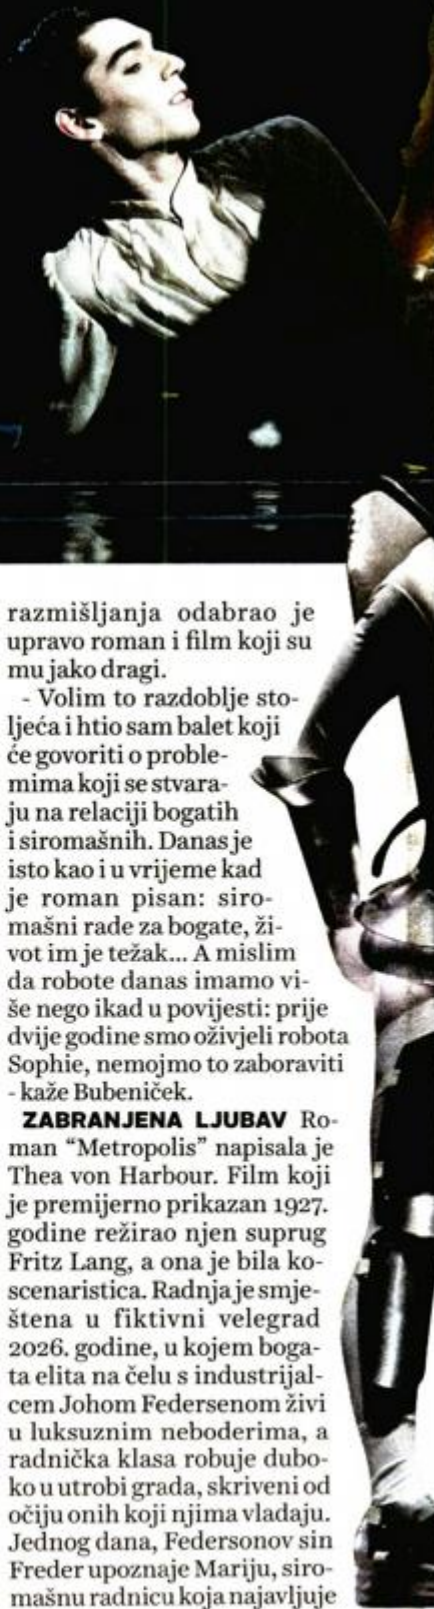 razmišljanja odabrao je
upravo roman i film koji su
mu jako dragi.
- Volim to razdoblje sto-
ljeća i htio sam balet koji
će govoriti o proble-
mima koji se stvara-
ju na relaciji bogatih
i siromašnih. Danas je
isto kao i u vrijeme kad
je roman pisan: siro-
mašni rade za bogate, ži-
vot im je težak... A mislim
da robote danas imamo vi-
še nego ikad u povijesti: prije
dvije godine smo oživjeli robota
Sophie, nemojmo to zaboraviti
- kaže Bubeniček.
ZABRANJENA LJUBAV Ro-
man “Metropolis” napisala je
Thea von Harbour. Film koji
je premijerno prikazan 1927.
godine režirao njen suprug
Fritz Lang, a ona je bila ko-
scenaristica. Radnja je smje-
štena u fiktivni velegrad
2026. godine, u kojem boga-
ta elita na čelu s industrijal-
cem Johom Federsenom živi
u luksuznim neboderima, a
radnička klasa robuje dubo-
ko u utrobi grada, skriveni od
očiju onih koji njima vladaju.
Jednog dana, Federsonov sin
Freder upoznaje Mariju, siro-
mašnu radnicu koja najavljuje